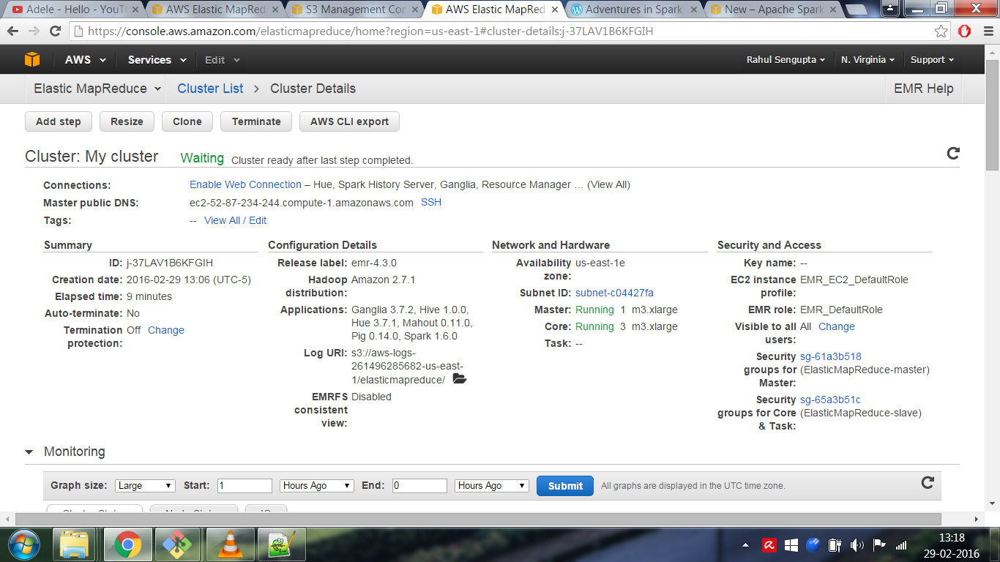 Adele - Hello - YouT
AWS Elastic MapRed
S3 Management Con
AWS Elastic MapRed
Adventures in Spark
New – Apache Spark
https://console.aws.amazon.com/elasticmapreduce/home?region=us-east-1#cluster-details:j-37LAV1B6KFGIH
AWS Services Edit Rahul Sengupta N. Virginia Support
Elastic MapReduce Cluster List > Cluster Details EMR Help
Add step Resize Clone Terminate AWS CLI export
Cluster: My cluster Waiting Cluster ready after last step completed.
Connections: Enable Web Connection – Hue, Spark History Server, Ganglia, Resource Manager … (View All)
Master public DNS: ec2-52-87-234-244.compute-1.amazonaws.com SSH
Tags: -- View All / Edit
Summary
ID: j-37LAV1B6KFGIH
Creation date: 2016-02-29 13:06 (UTC-5)
Elapsed time: 9 minutes
Auto-terminate: No
Termination Off Change
protection:
Configuration Details
Release label: emr-4.3.0
Hadoop Amazon 2.7.1
distribution:
Applications: Ganglia 3.7.2, Hive 1.0.0,
Hue 3.7.1, Mahout 0.11.0,
Pig 0.14.0, Spark 1.6.0
Log URI: s3://aws-logs-
261496285682-us-east-
1/elasticmapreduce/
EMRFS Disabled
consistent
view:
Network and Hardware
Availability us-east-1e
zone:
Subnet ID: subnet-c04427fa
Master: Running 1 m3.xlarge
Core: Running 3 m3.xlarge
Task: --
Security and Access
Key name: --
EC2 instance EMR_EC2_DefaultRole
profile:
EMR role: EMR_DefaultRole
Visible to all All Change
users:
Security sg-61a3b518
groups for (ElasticMapReduce-master)
Master:
Security sg-65a3b51c
groups for Core (ElasticMapReduce-slave)
& Task:
Monitoring
Graph size: Large Start: 1 Hours Ago End: 0 Hours Ago Submit All graphs are displayed in the UTC time zone.
13:18
29-02-2016